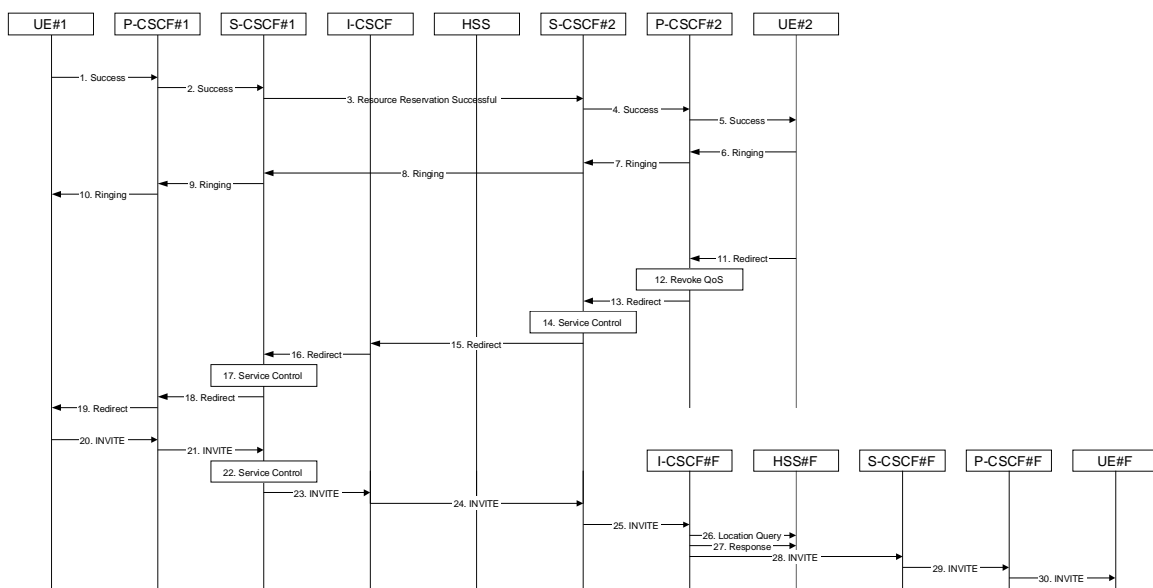 UE#1
P-CSCF#1
S-CSCF#1
I-CSCF
HSS
S-CSCF#2
P-CSCF#2
UE#2
1. Success
2. Success
3. Resource Reservation Successful
4. Success
5. Success
6. Ringing
7. Ringing
8. Ringing
9. Ringing
10. Ringing
11. Redirect
12. Revoke QoS
13. Redirect
14. Service Control
15. Redirect
16. Redirect
17. Service Control
18. Redirect
19. Redirect
20. INVITE
21. INVITE
I-CSCF#F
HSS#F
S-CSCF#F
P-CSCF#F
UE#F
22. Service Control
23. INVITE
24. INVITE
25. INVITE
26. Location Query
27. Response
28. INVITE
29. INVITE
30. INVITE